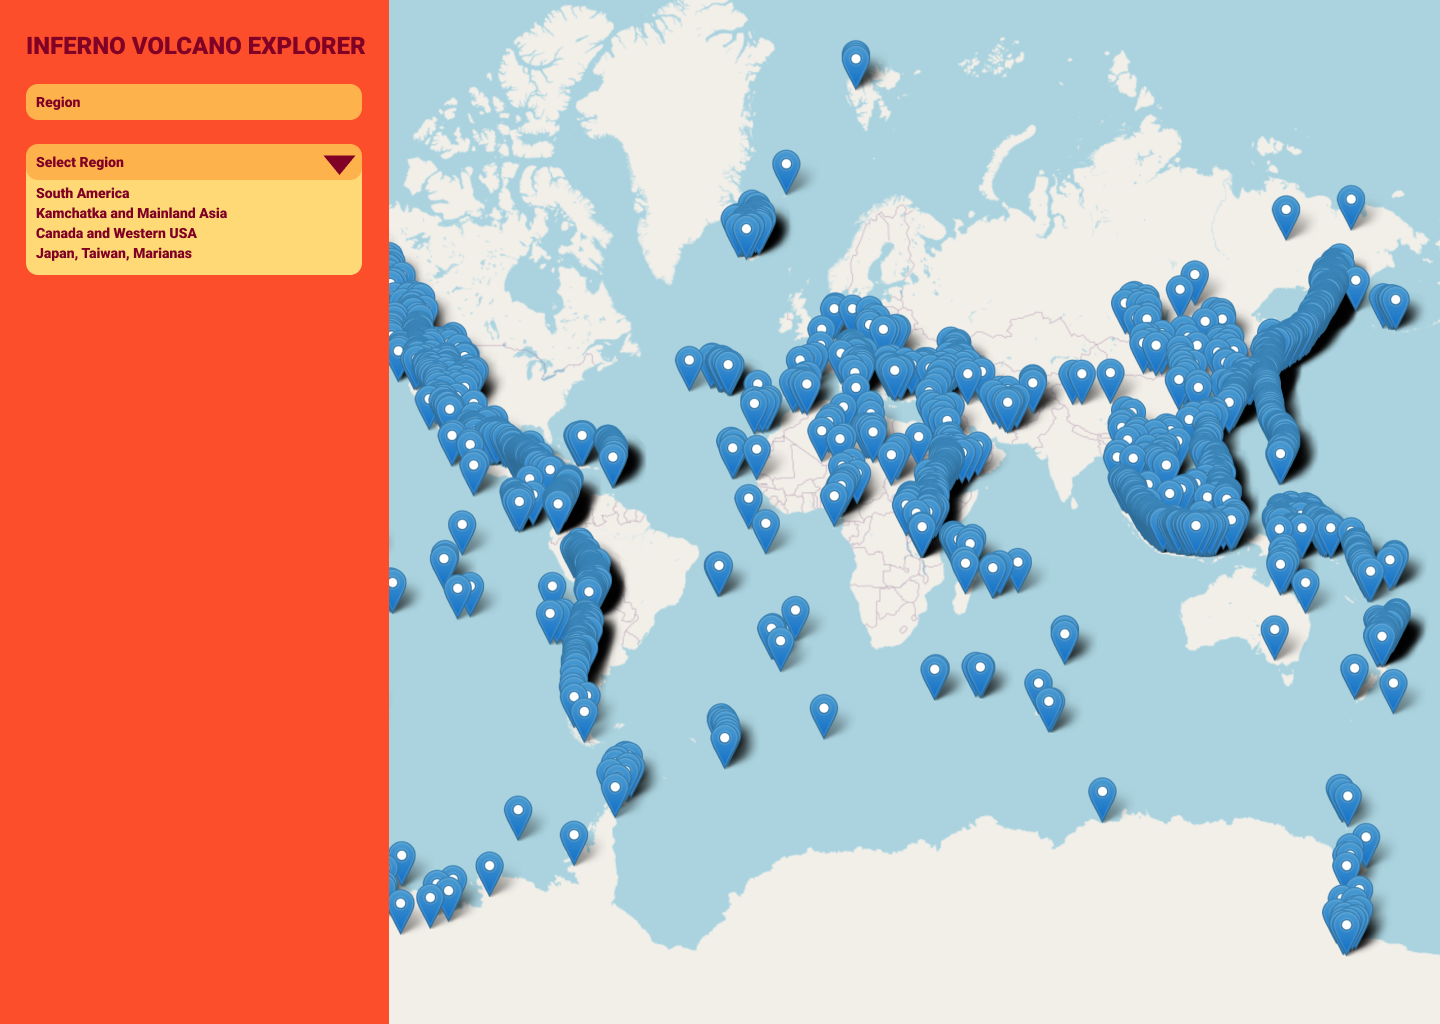 INFERNO VOLCANO EXPLORER
Region
Select Region
South America
Kamchatka and Mainland Asia
Canada and Western USA
Japan, Taiwan, Marianas